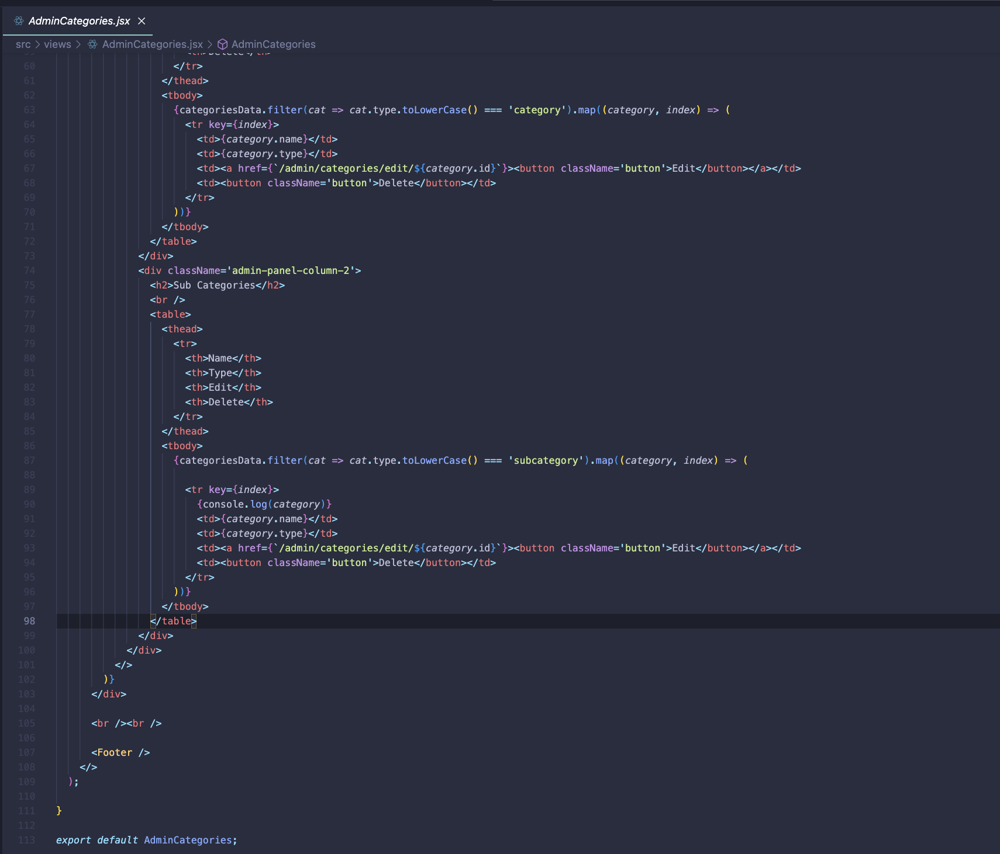 AdminCategories.jsx
src > views > AdminCategories.jsx > AdminCategories
59 <th>Delete</th>
60 </tr>
61 </thead>
62 <tbody>
63 {categoriesData.filter(cat => cat.type.toLowerCase() === 'category').map((category, index) => (
64 <tr key={index}>
65 <td>{category.name}</td>
66 <td>{category.type}</td>
67 <td><a href={`/admin/categories/edit/${category.id}`}><button className='button'>Edit</button></a></td>
68 <td><button className='button'>Delete</button></td>
69 </tr>
70 ))}
71 </tbody>
72 </table>
73 </div>
74 <div className='admin-panel-column-2'>
75 <h2>Sub Categories</h2>
76 <br />
77 <table>
78 <thead>
79 <tr>
80 <th>Name</th>
81 <th>Type</th>
82 <th>Edit</th>
83 <th>Delete</th>
84 </tr>
85 </thead>
86 <tbody>
87 {categoriesData.filter(cat => cat.type.toLowerCase() === 'subcategory').map((category, index) => (
88
89 <tr key={index}>
90 {console.log(category)}
91 <td>{category.name}</td>
92 <td>{category.type}</td>
93 <td><a href={`/admin/categories/edit/${category.id}`}><button className='button'>Edit</button></a></td>
94 <td><button className='button'>Delete</button></td>
95 </tr>
96 ))}
97 </tbody>
98 </table>
99 </div>
100 </div>
101 </>
102 )}
103 </div>
104
105 <br /><br />
106
107 <Footer />
108 </>
109 );
110
111 }
112
113 export default AdminCategories;